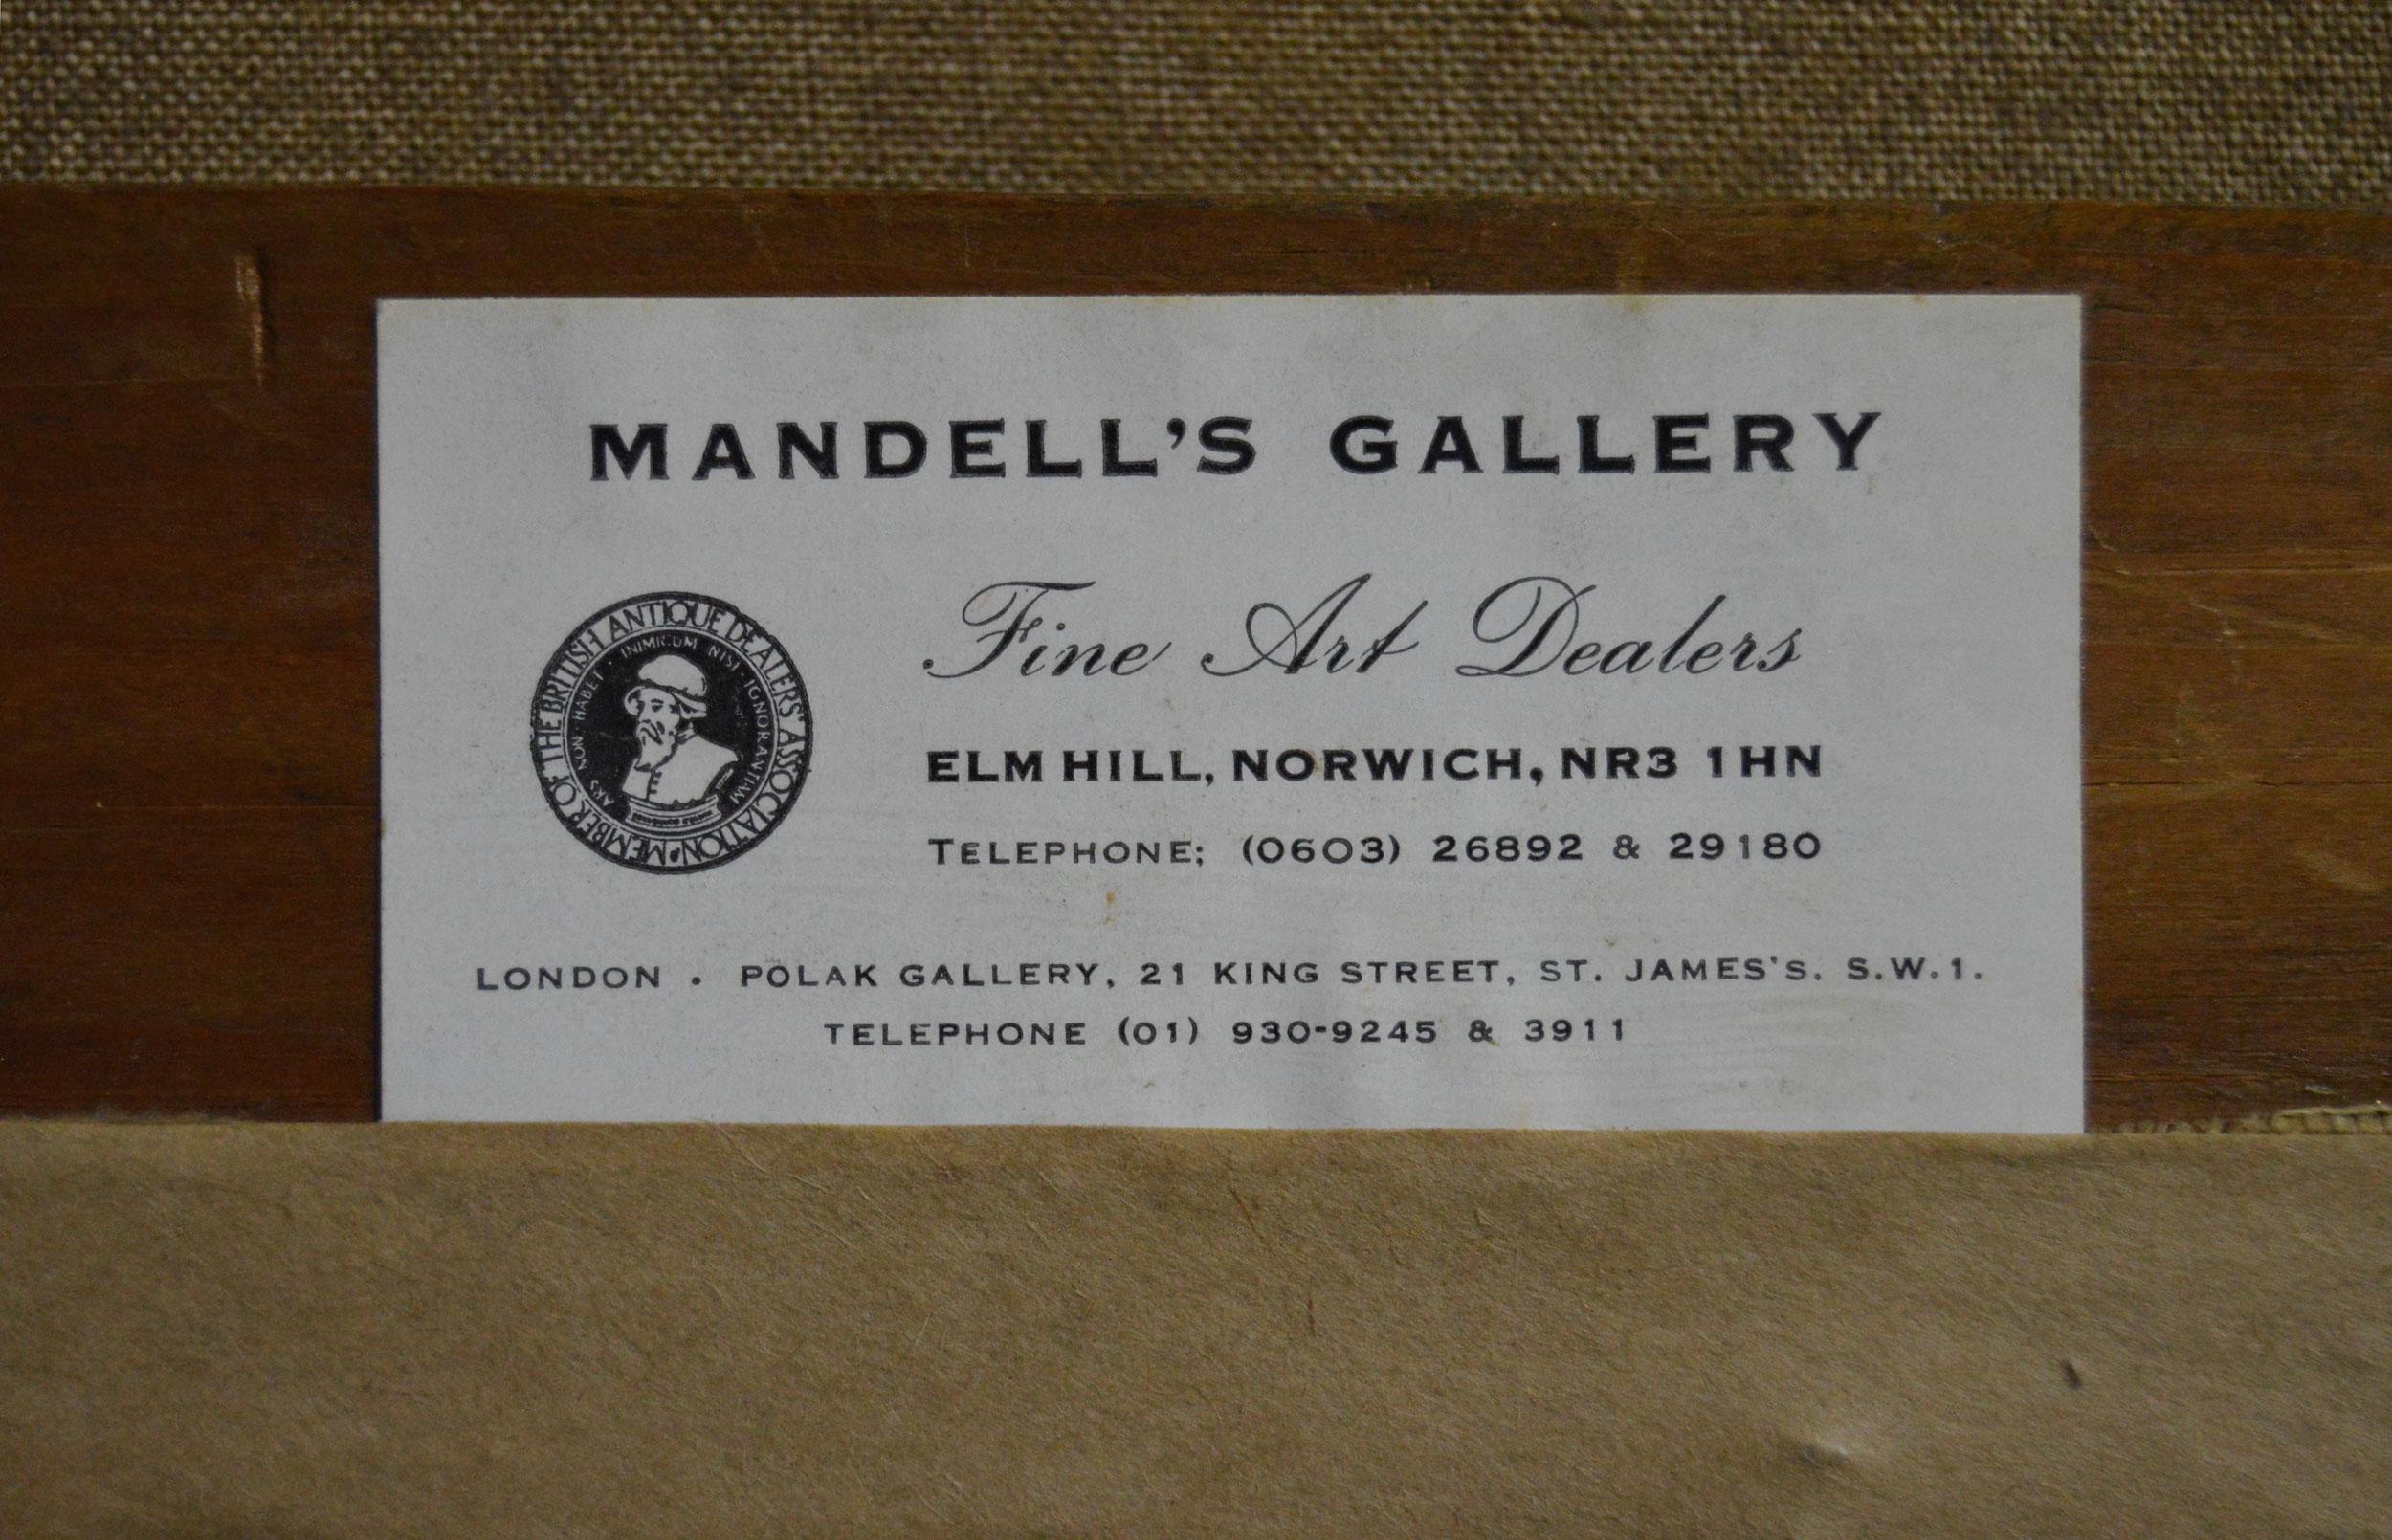 MANDELL'S GALLERY
MEMBER OF THE BRITISH ANTIQUE DEALERS' ASSOCIATION
ARS NON HABET INIMICUM NISI IGNORANTIAM
Fine Art Dealers
ELM HILL, NORWICH, NR3 1HN
TELEPHONE; (0603) 26892 & 29180
LONDON . POLAK GALLERY, 21 KING STREET, ST. JAMES'S. S.W.1.
TELEPHONE (01) 930-9245 & 3911